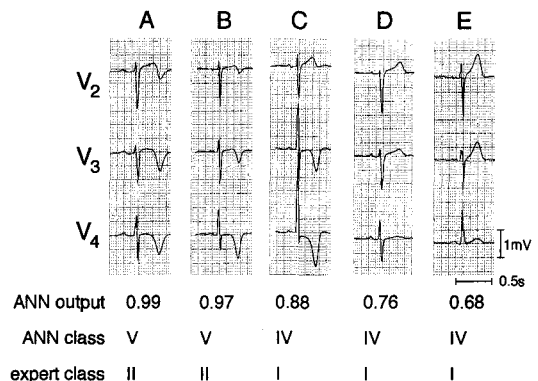 A B C D E
V2
V3
V4
1mV
0.5s
ANN output 0.99 0.97 0.88 0.76 0.68
ANN class V V IV IV IV
expert class II II I I I